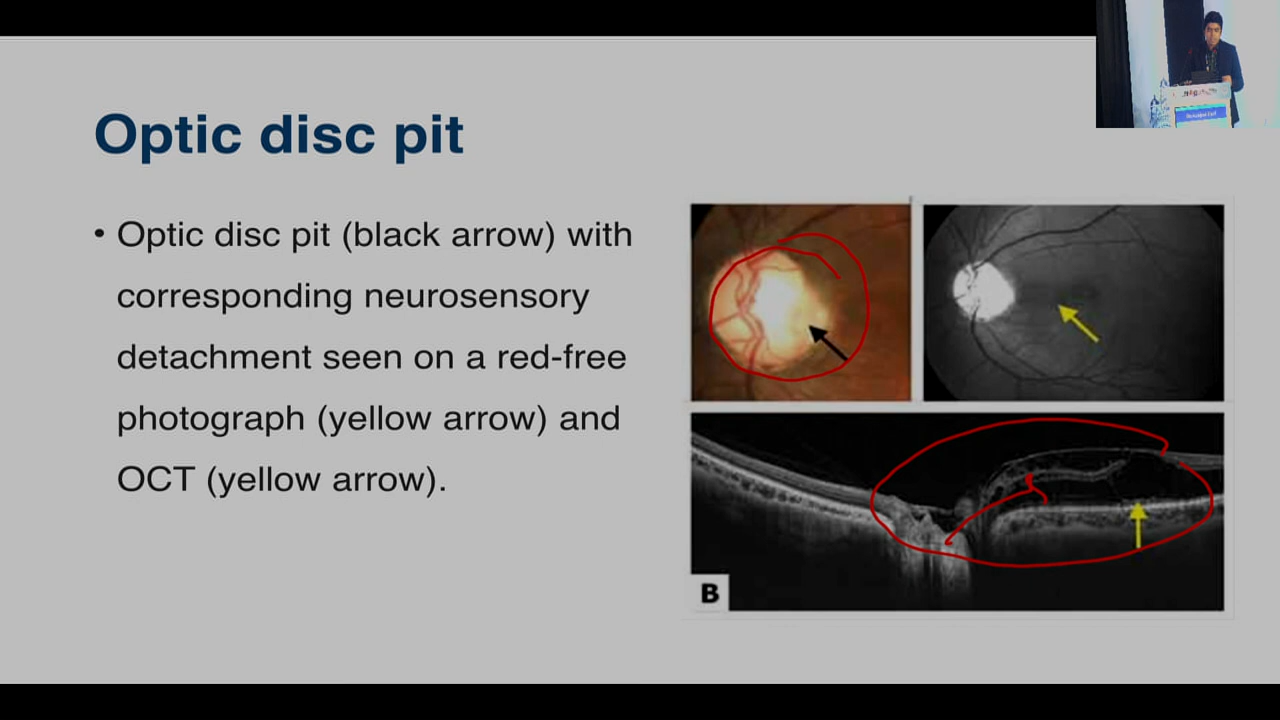 Optic disc pit
• Optic disc pit (black arrow) with
corresponding neurosensory
detachment seen on a red-free
photograph (yellow arrow) and
OCT (yellow arrow).
B